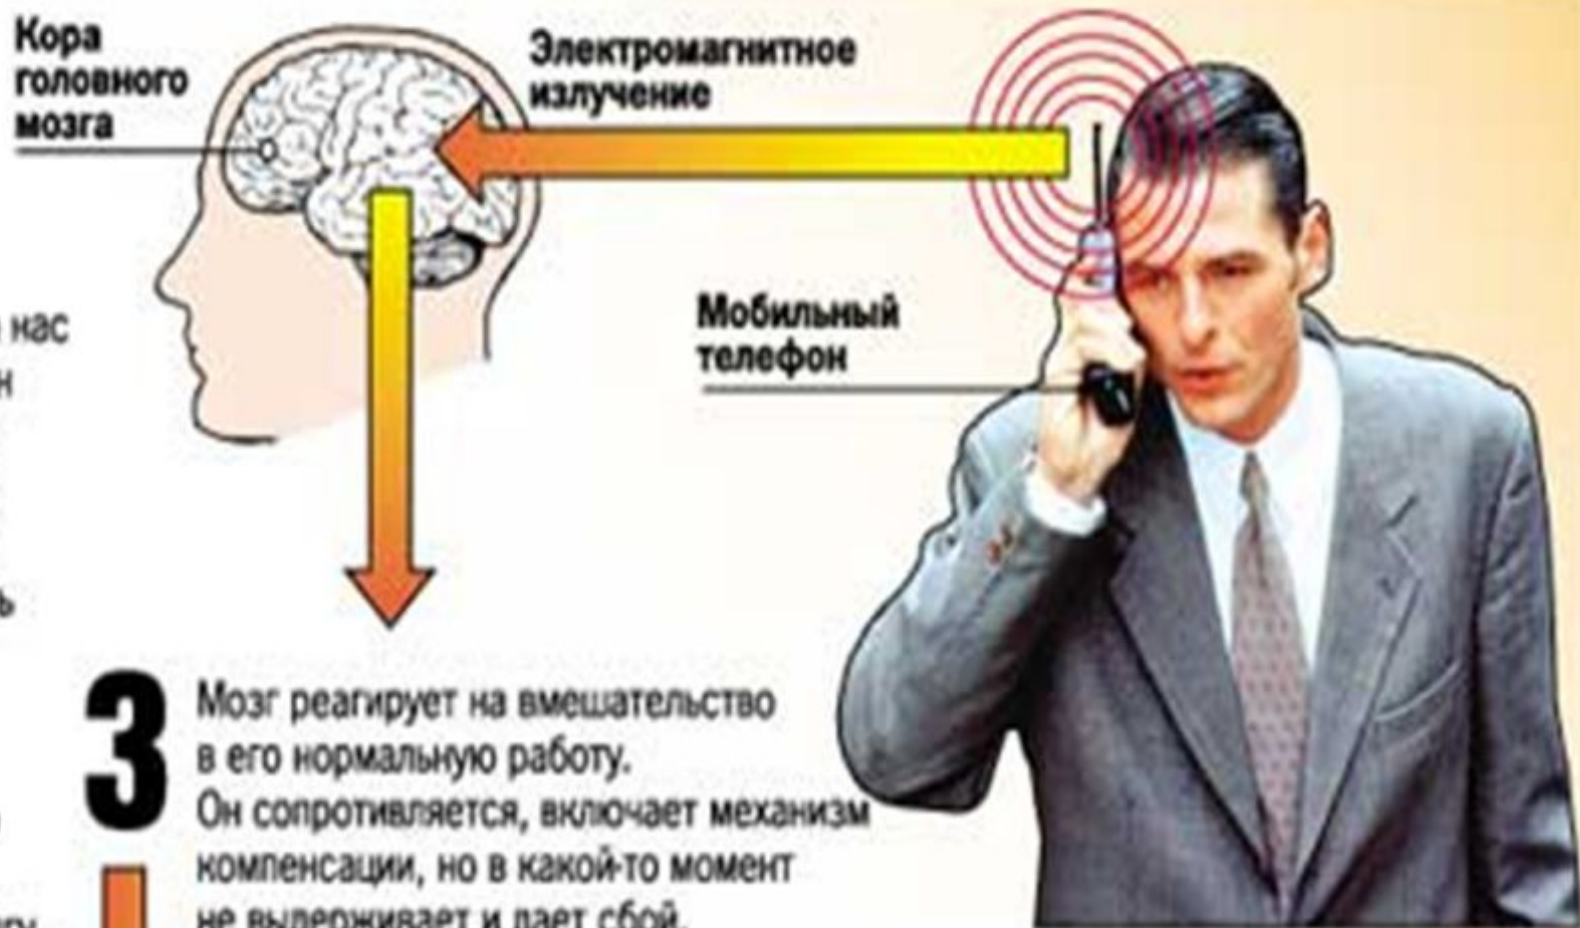 Кора
головного
мозга
Электромагнитное
излучение
нас
н
Мобильный
телефон
ь
3
Мозг реагирует на вмешательство
в его нормальную работу.
Он сопротивляется, включает механизм
компенсации, но в какой-то момент
не выдерживает и дает сбой.